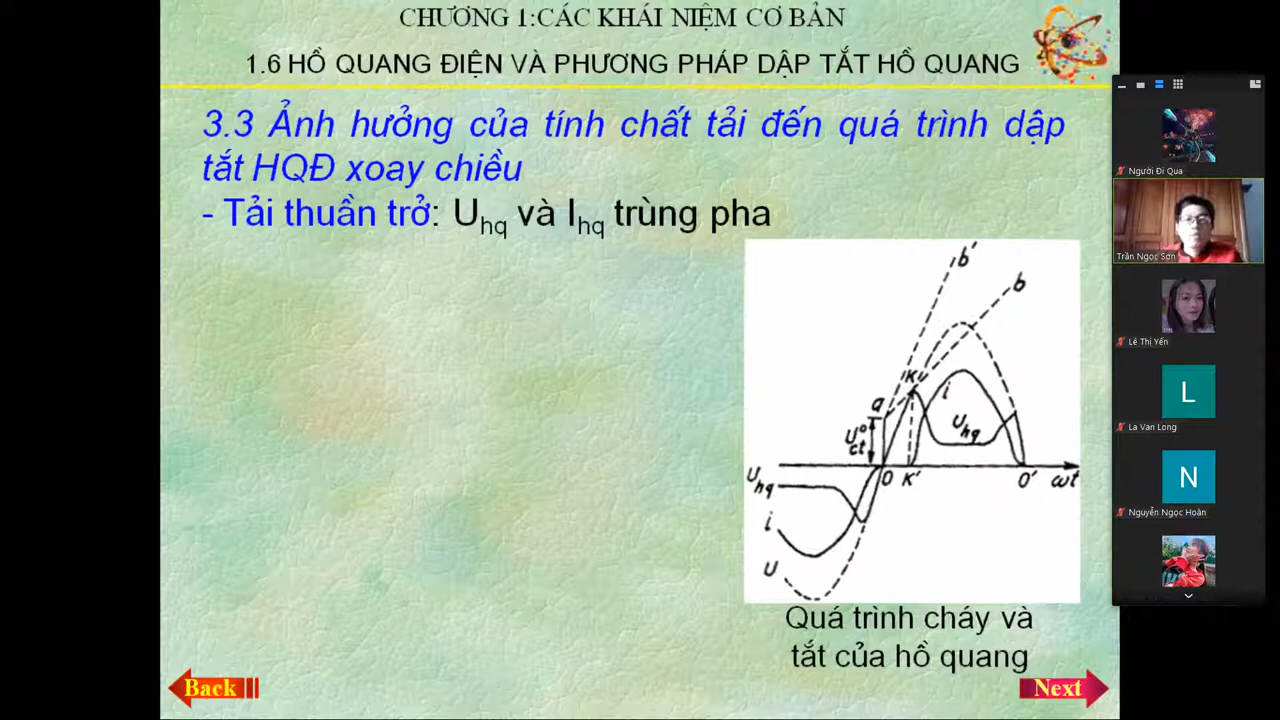 CHƯƠNG 1:CÁC KHÁI NIỆM CƠ BẢN
1.6 HỒ QUANG ĐIỆN VÀ PHƯƠNG PHÁP DẬP TẮT HỒ QUANG
3.3 Ảnh hưởng của tính chất tải đến quá trình dập
tắt HQĐ xoay chiều
- Tải thuần trở: Uhq và Ihq trùng pha
b'
b
K
a
i
U°ct
Uhq
O K' O' ωt
Uhq
i
U
Quá trình cháy và
tắt của hồ quang
Back
Next
Người Đi Qua
Trần Ngọc Sơn
Lê Thị Yến
L
La Van Long
N
Nguyễn Ngọc Hoàn